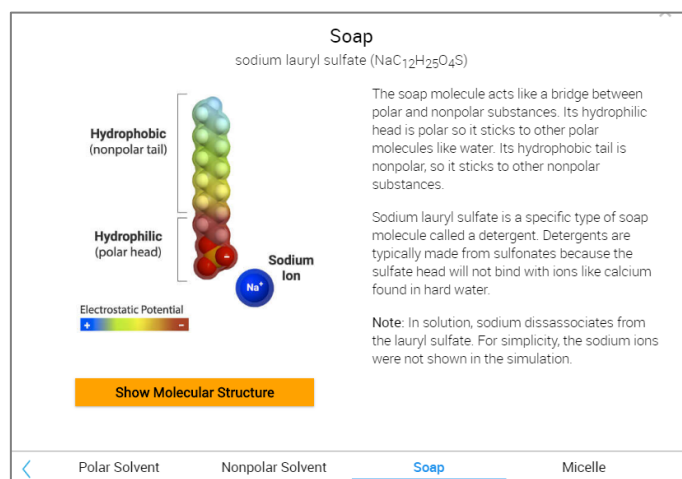 Soap
sodium lauryl sulfate (NaC12H25O4S)
Hydrophobic
(nonpolar tail)
Hydrophilic
(polar head)
-
Sodium
Ion
Na+
Electrostatic Potential
+ -
Show Molecular Structure
The soap molecule acts like a bridge between
polar and nonpolar substances. Its hydrophilic
head is polar so it sticks to other polar
molecules like water. Its hydrophobic tail is
nonpolar, so it sticks to other nonpolar
substances.
Sodium lauryl sulfate is a specific type of soap
molecule called a detergent. Detergents are
typically made from sulfonates because the
sulfate head will not bind with ions like calcium
found in hard water.
Note: In solution, sodium dissassociates from
the lauryl sulfate. For simplicity, the sodium ions
were not shown in the simulation.
Polar Solvent Nonpolar Solvent Soap Micelle